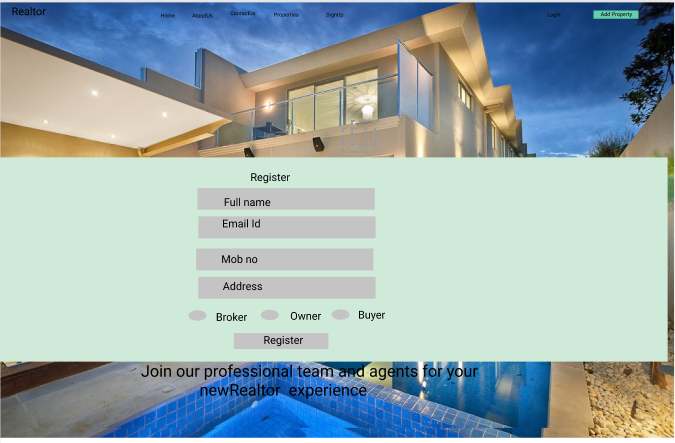 Realtor
Home AboutUs ContactUs Properties SignUp Login Add Property
Register
Full name
Email Id
Mob no
Address
Broker Owner Buyer
Register
Join our professional team and agents for your
newRealtor experience